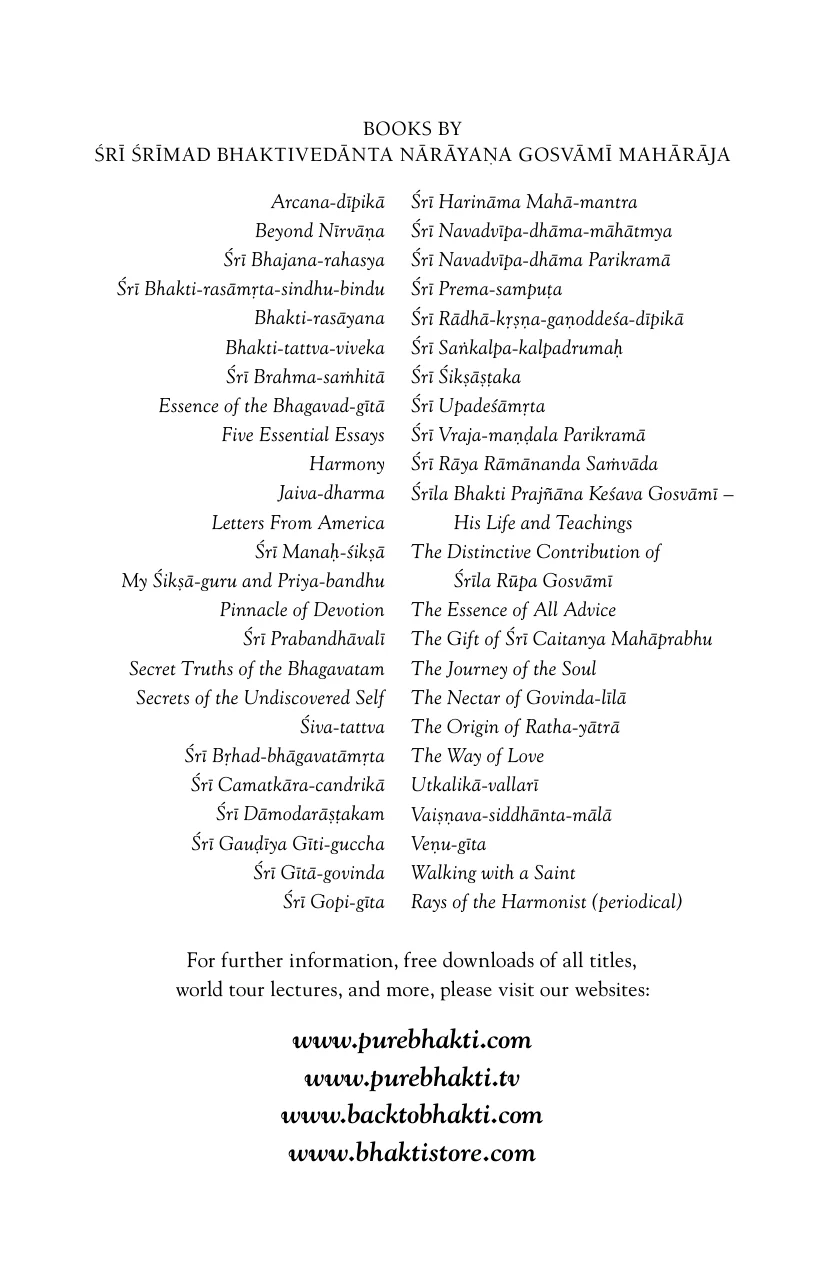 BOOKS BY
ŚRĪ ŚRĪMAD BHAKTIVEDĀNTA NĀRĀYAṆA GOSVĀMĪ MAHĀRĀJA
Arcana-dīpikā
Beyond Nīrvāṇa
Śrī Bhajana-rahasya
Śrī Bhakti-rasāmṛta-sindhu-bindu
Bhakti-rasāyana
Bhakti-tattva-viveka
Śrī Brahma-saṁhitā
Essence of the Bhagavad-gītā
Five Essential Essays
Harmony
Jaiva-dharma
Letters From America
Śrī Manaḥ-śikṣā
My Śikṣā-guru and Priya-bandhu
Pinnacle of Devotion
Śrī Prabandhāvalī
Secret Truths of the Bhagavatam
Secrets of the Undiscovered Self
Śiva-tattva
Śrī Bṛhad-bhāgavatāmṛta
Śrī Camatkāra-candrikā
Śrī Dāmodarāṣṭakam
Śrī Gauḍīya Gīti-guccha
Śrī Gītā-govinda
Śrī Gopi-gīta
Śrī Harināma Mahā-mantra
Śrī Navadvīpa-dhāma-māhātmya
Śrī Navadvīpa-dhāma Parikramā
Śrī Prema-sampuṭa
Śrī Rādhā-kṛṣṇa-gaṇoddeśa-dīpikā
Śrī Saṅkalpa-kalpadrumaḥ
Śrī Śikṣāṣṭaka
Śrī Upadeśāmṛta
Śrī Vraja-maṇḍala Parikramā
Śrī Rāya Rāmānanda Saṁvāda
Śrīla Bhakti Prajñāna Keśava Gosvāmī –
His Life and Teachings
The Distinctive Contribution of
Śrīla Rūpa Gosvāmī
The Essence of All Advice
The Gift of Śrī Caitanya Mahāprabhu
The Journey of the Soul
The Nectar of Govinda-līlā
The Origin of Ratha-yātrā
The Way of Love
Utkalikā-vallarī
Vaiṣṇava-siddhānta-mālā
Veṇu-gīta
Walking with a Saint
Rays of the Harmonist (periodical)
For further information, free downloads of all titles,
world tour lectures, and more, please visit our websites:
www.purebhakti.com
www.purebhakti.tv
www.backtobhakti.com
www.bhaktistore.com